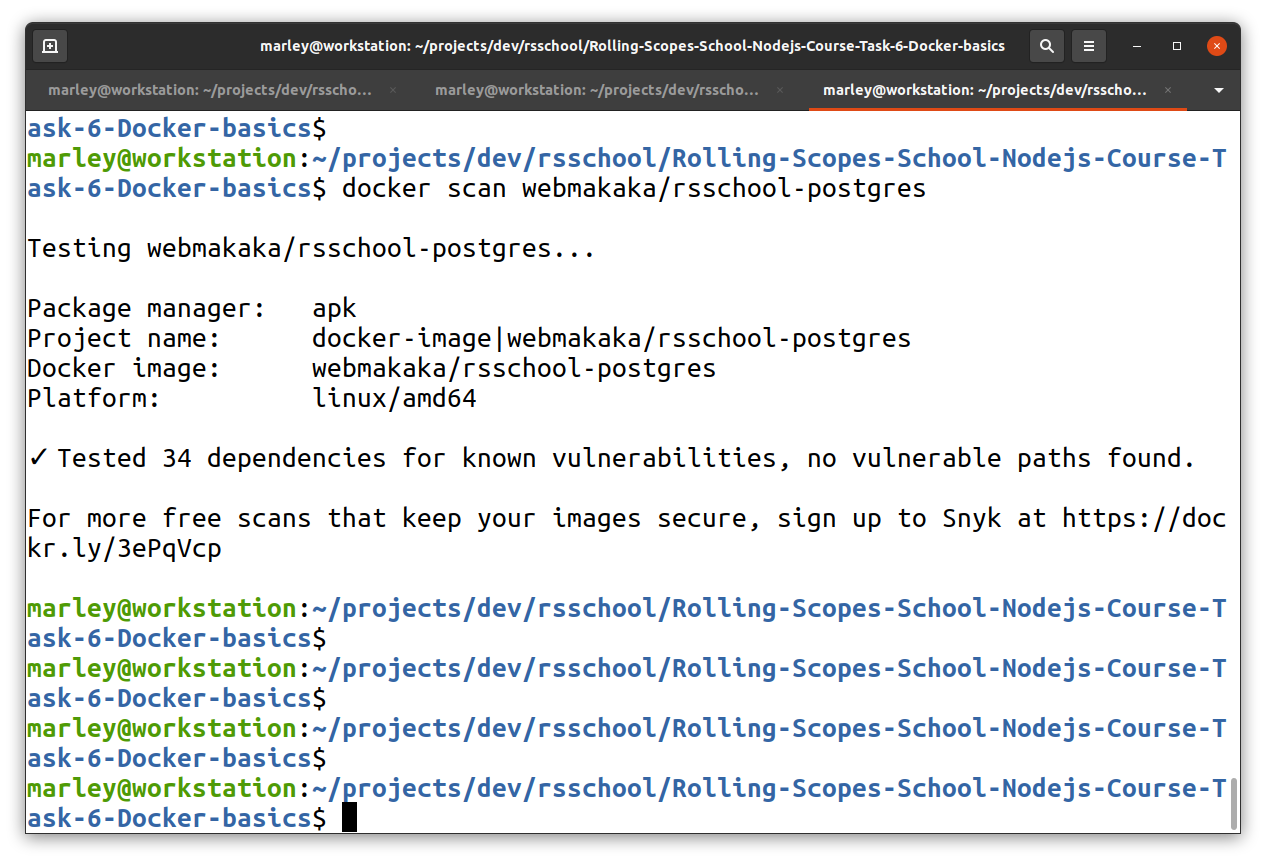 marley@workstation: ~/projects/dev/rsschool/Rolling-Scopes-School-Nodejs-Course-Task-6-Docker-basics
marley@workstation: ~/projects/dev/rsscho... × marley@workstation: ~/projects/dev/rsscho... × marley@workstation: ~/projects/dev/rsscho... ×
ask-6-Docker-basics$
marley@workstation:~/projects/dev/rsschool/Rolling-Scopes-School-Nodejs-Course-T
ask-6-Docker-basics$ docker scan webmakaka/rsschool-postgres
Testing webmakaka/rsschool-postgres...
Package manager:   apk
Project name:      docker-image|webmakaka/rsschool-postgres
Docker image:      webmakaka/rsschool-postgres
Platform:          linux/amd64
✓ Tested 34 dependencies for known vulnerabilities, no vulnerable paths found.
For more free scans that keep your images secure, sign up to Snyk at https://doc
kr.ly/3ePqVcp
marley@workstation:~/projects/dev/rsschool/Rolling-Scopes-School-Nodejs-Course-T
ask-6-Docker-basics$
marley@workstation:~/projects/dev/rsschool/Rolling-Scopes-School-Nodejs-Course-T
ask-6-Docker-basics$
marley@workstation:~/projects/dev/rsschool/Rolling-Scopes-School-Nodejs-Course-T
ask-6-Docker-basics$
marley@workstation:~/projects/dev/rsschool/Rolling-Scopes-School-Nodejs-Course-T
ask-6-Docker-basics$